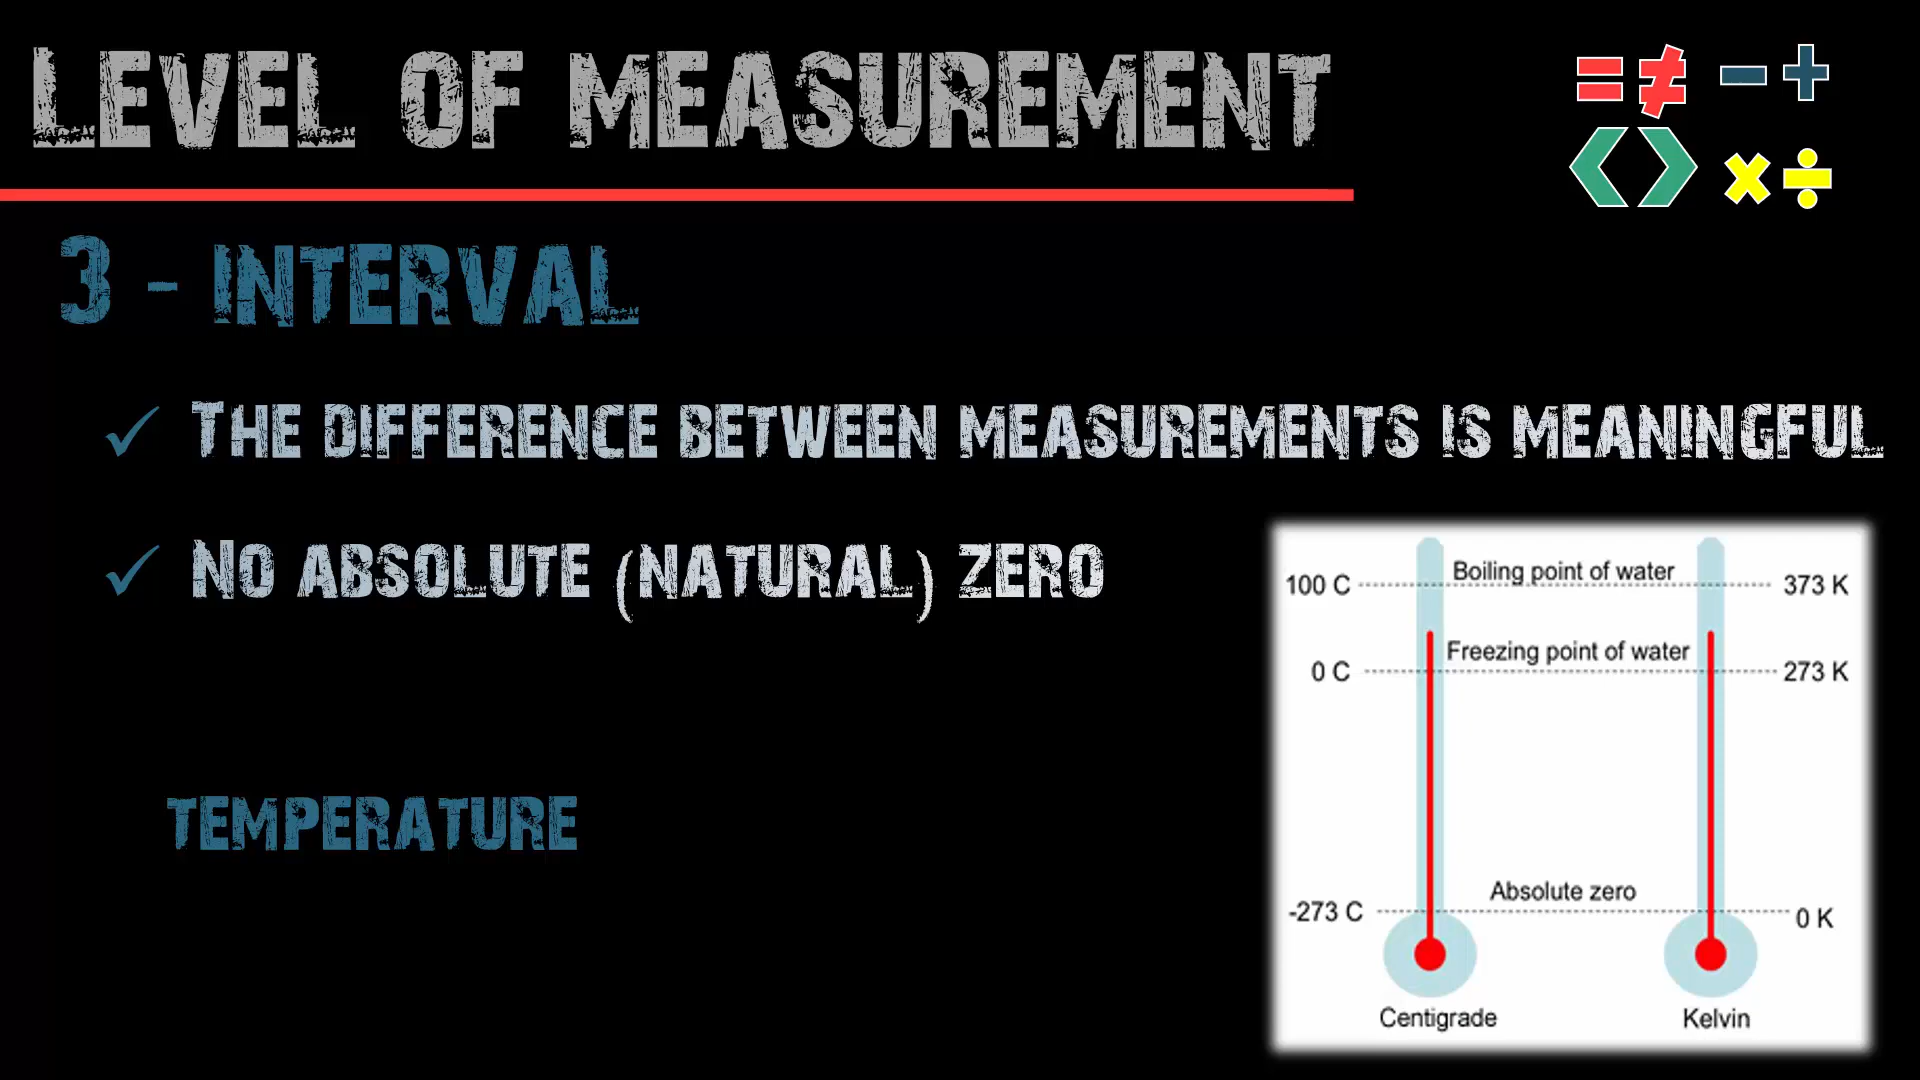 LEVEL OF MEASUREMENT
= ≠ − +
< > × ÷
3 - INTERVAL
✓ THE DIFFERENCE BETWEEN MEASUREMENTS IS MEANINGFUL
✓ NO ABSOLUTE (NATURAL) ZERO
100 C Boiling point of water 373 K
0 C Freezing point of water 273 K
TEMPERATURE
-273 C Absolute zero 0 K
Centigrade Kelvin